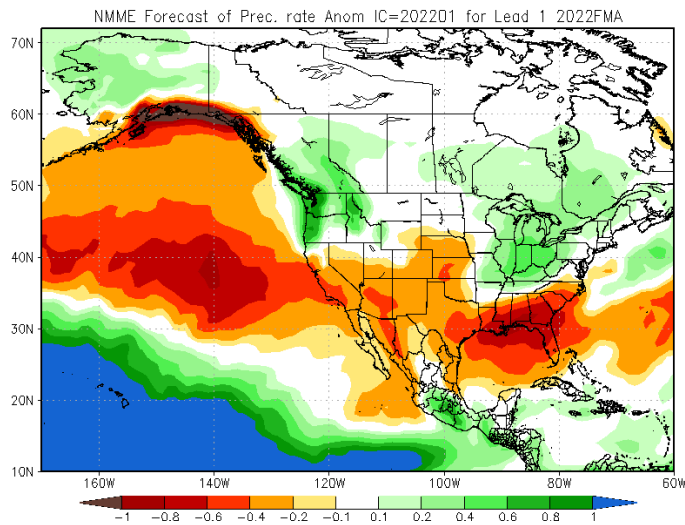 NMME Forecast of Prec. rate Anom IC=202201 for Lead 1 2022FMA
70N
60N
50N
40N
30N
20N
10N
160W 140W 120W 100W 80W 60W
-1 -0.8 -0.6 -0.4 -0.2 -0.1 0.1 0.2 0.4 0.6 0.8 1